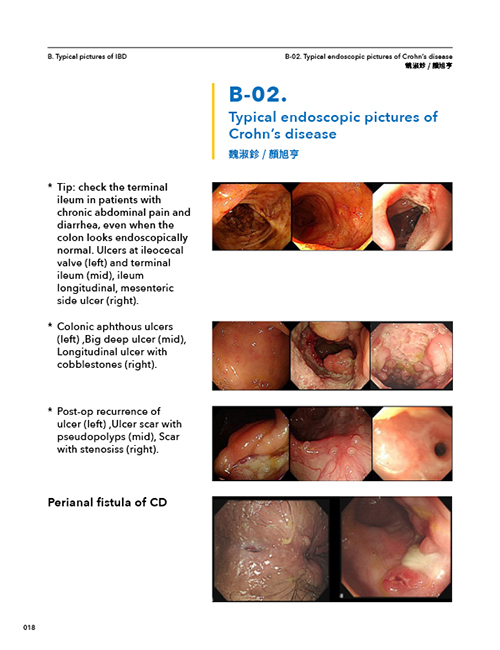 B. Typical pictures of IBD
B-02. Typical endoscopic pictures of Crohn's disease
魏淑鉁 / 顏旭亨
B-02.
Typical endoscopic pictures of
Crohn's disease
魏淑鉁 / 顏旭亨
* Tip: check the terminal
ileum in patients with
chronic abdominal pain and
diarrhea, even when the
colon looks endoscopically
normal. Ulcers at ileocecal
valve (left) and terminal
ileum (mid), ileum
longitudinal, mesenteric
side ulcer (right).
* Colonic aphthous ulcers
(left) ,Big deep ulcer (mid),
Longitudinal ulcer with
cobblestones (right).
* Post-op recurrence of
ulcer (left) ,Ulcer scar with
pseudopolyps (mid), Scar
with stenosiss (right).
Perianal fistula of CD
018